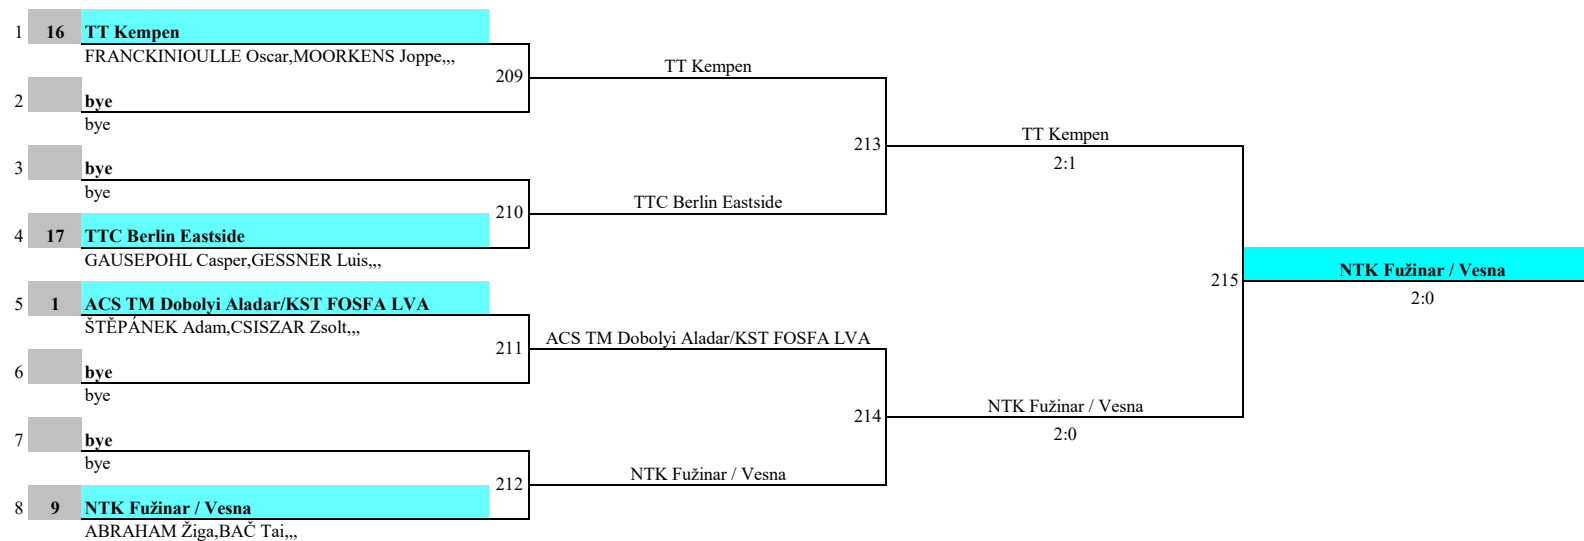 1 16 TT Kempen
FRANCKINIOULLE Oscar,MOORKENS Joppe,,,
209
TT Kempen
2 bye
bye
213
TT Kempen
2:1
3 bye
bye
210
TTC Berlin Eastside
4 17 TTC Berlin Eastside
GAUSEPOHL Casper,GESSNER Luis,,,
215
NTK Fužinar / Vesna
2:0
5 1 ACS TM Dobolyi Aladar/KST FOSFA LVA
ŠTĚPÁNEK Adam,CSISZAR Zsolt,,,
211
ACS TM Dobolyi Aladar/KST FOSFA LVA
6 bye
bye
214
NTK Fužinar / Vesna
2:0
7 bye
bye
212
NTK Fužinar / Vesna
8 9 NTK Fužinar / Vesna
ABRAHAM Žiga,BAČ Tai,,,